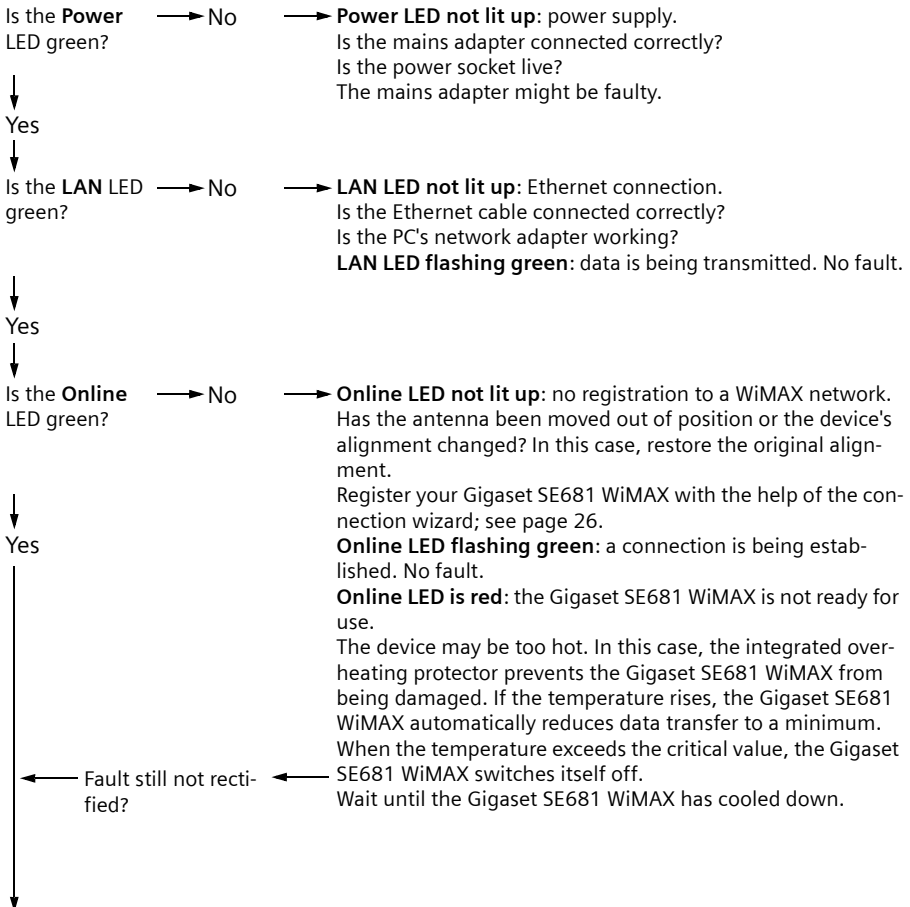 Is the Power
LED green?
No
Power LED not lit up: power supply.
Is the mains adapter connected correctly?
Is the power socket live?
The mains adapter might be faulty.
Yes
Is the LAN LED
green?
No
LAN LED not lit up: Ethernet connection.
Is the Ethernet cable connected correctly?
Is the PC's network adapter working?
LAN LED flashing green: data is being transmitted. No fault.
Yes
Is the Online
LED green?
No
Online LED not lit up: no registration to a WiMAX network.
Has the antenna been moved out of position or the device's
alignment changed? In this case, restore the original align-
ment.
Register your Gigaset SE681 WiMAX with the help of the con-
nection wizard; see page 26.
Yes
Online LED flashing green: a connection is being estab-
lished. No fault.
Online LED is red: the Gigaset SE681 WiMAX is not ready for
use.
The device may be too hot. In this case, the integrated over-
heating protector prevents the Gigaset SE681 WiMAX from
being damaged. If the temperature rises, the Gigaset SE681
WiMAX automatically reduces data transfer to a minimum.
When the temperature exceeds the critical value, the Gigaset
SE681 WiMAX switches itself off.
Wait until the Gigaset SE681 WiMAX has cooled down.
Fault still not recti-
fied?